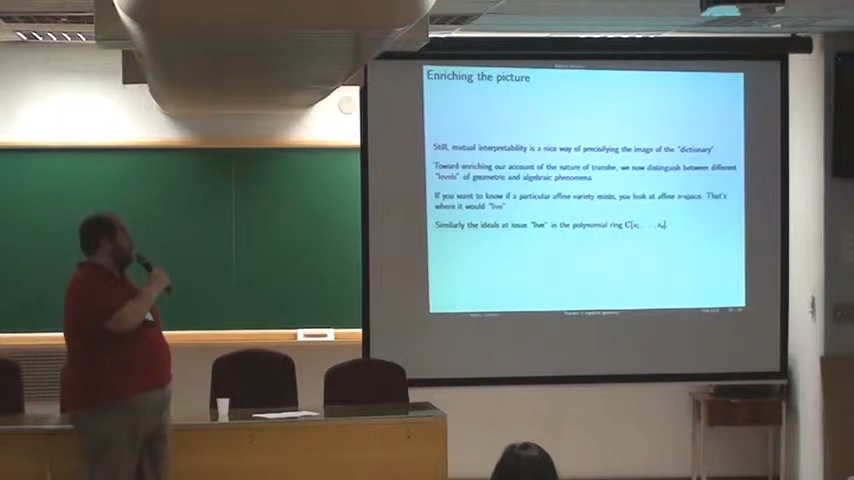 Enriching the picture
Still, mutual interpretability is a nice way of precisifying the image of the "dictionary"
Toward enriching our account of the nature of transfer, we now distinguish between different
"levels" of geometric and algebraic phenomena
If you want to know if a particular affine variety exists, you look at affine n-space. That's
where it would "live"
Similarly the ideals at issue "live" in the polynomial ring C[x₁, . . . , xₙ].